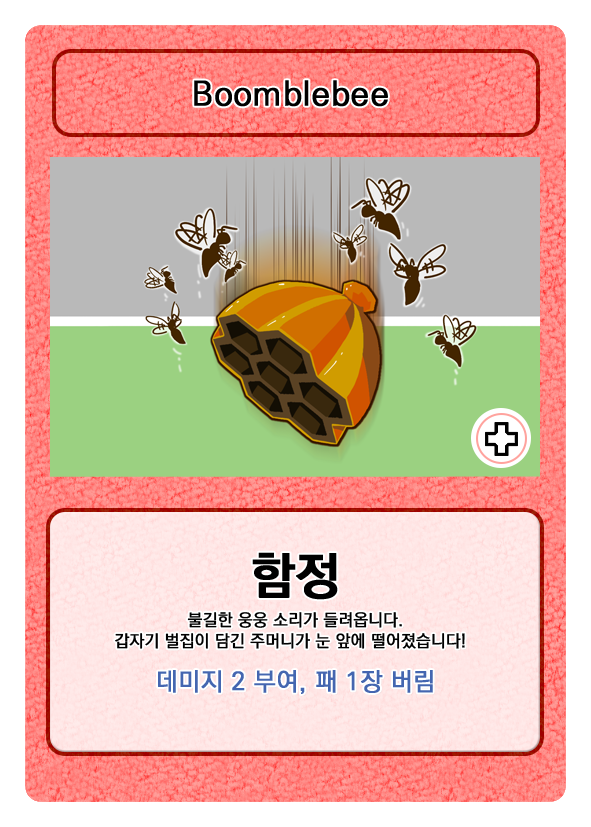 Boomblebee
함정
불길한 웅웅 소리가 들려옵니다.
갑자기 벌집이 담긴 주머니가 눈 앞에 떨어졌습니다!
데미지 2 부여, 패 1장 버림